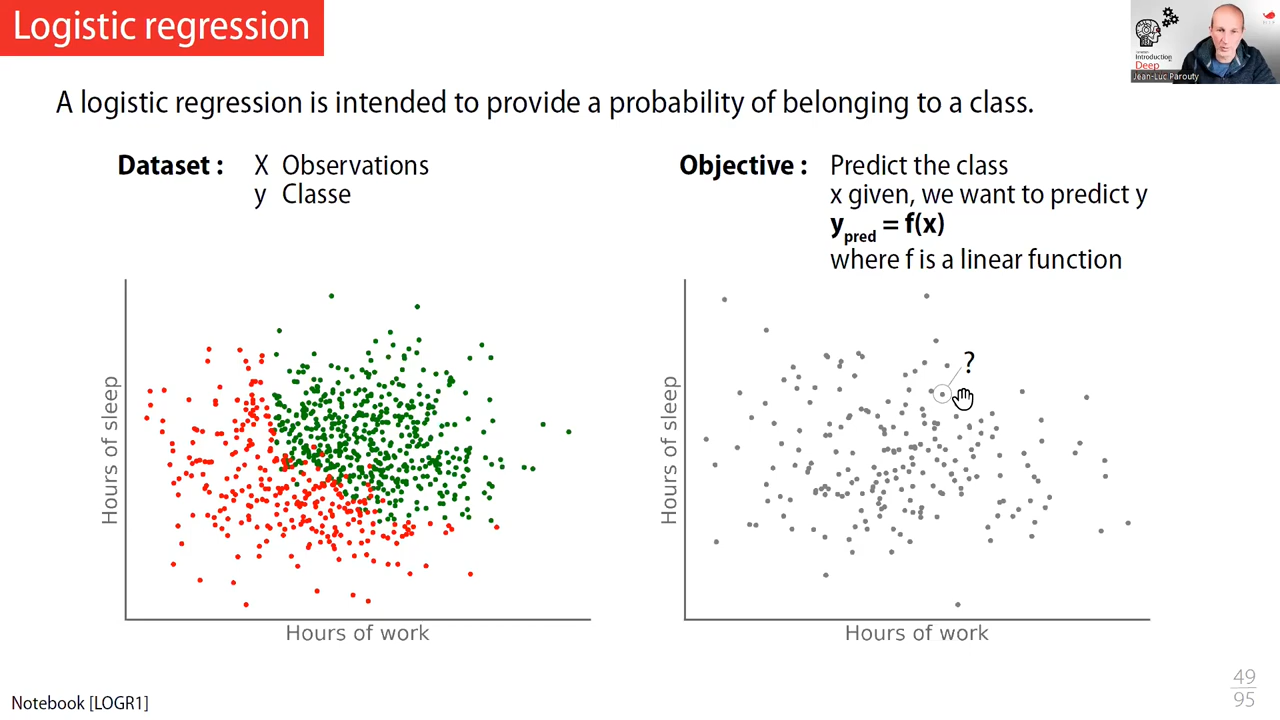 Logistic regression
Introduction
Deep
Jean-Luc Parouty
A logistic regression is intended to provide a probability of belonging to a class.
Dataset : X Observations
y Classe
Objective : Predict the class
x given, we want to predict y
ypred = f(x)
where f is a linear function
Hours of sleep
Hours of work
?
Hours of sleep
Hours of work
Notebook [LOGR1]
49
95